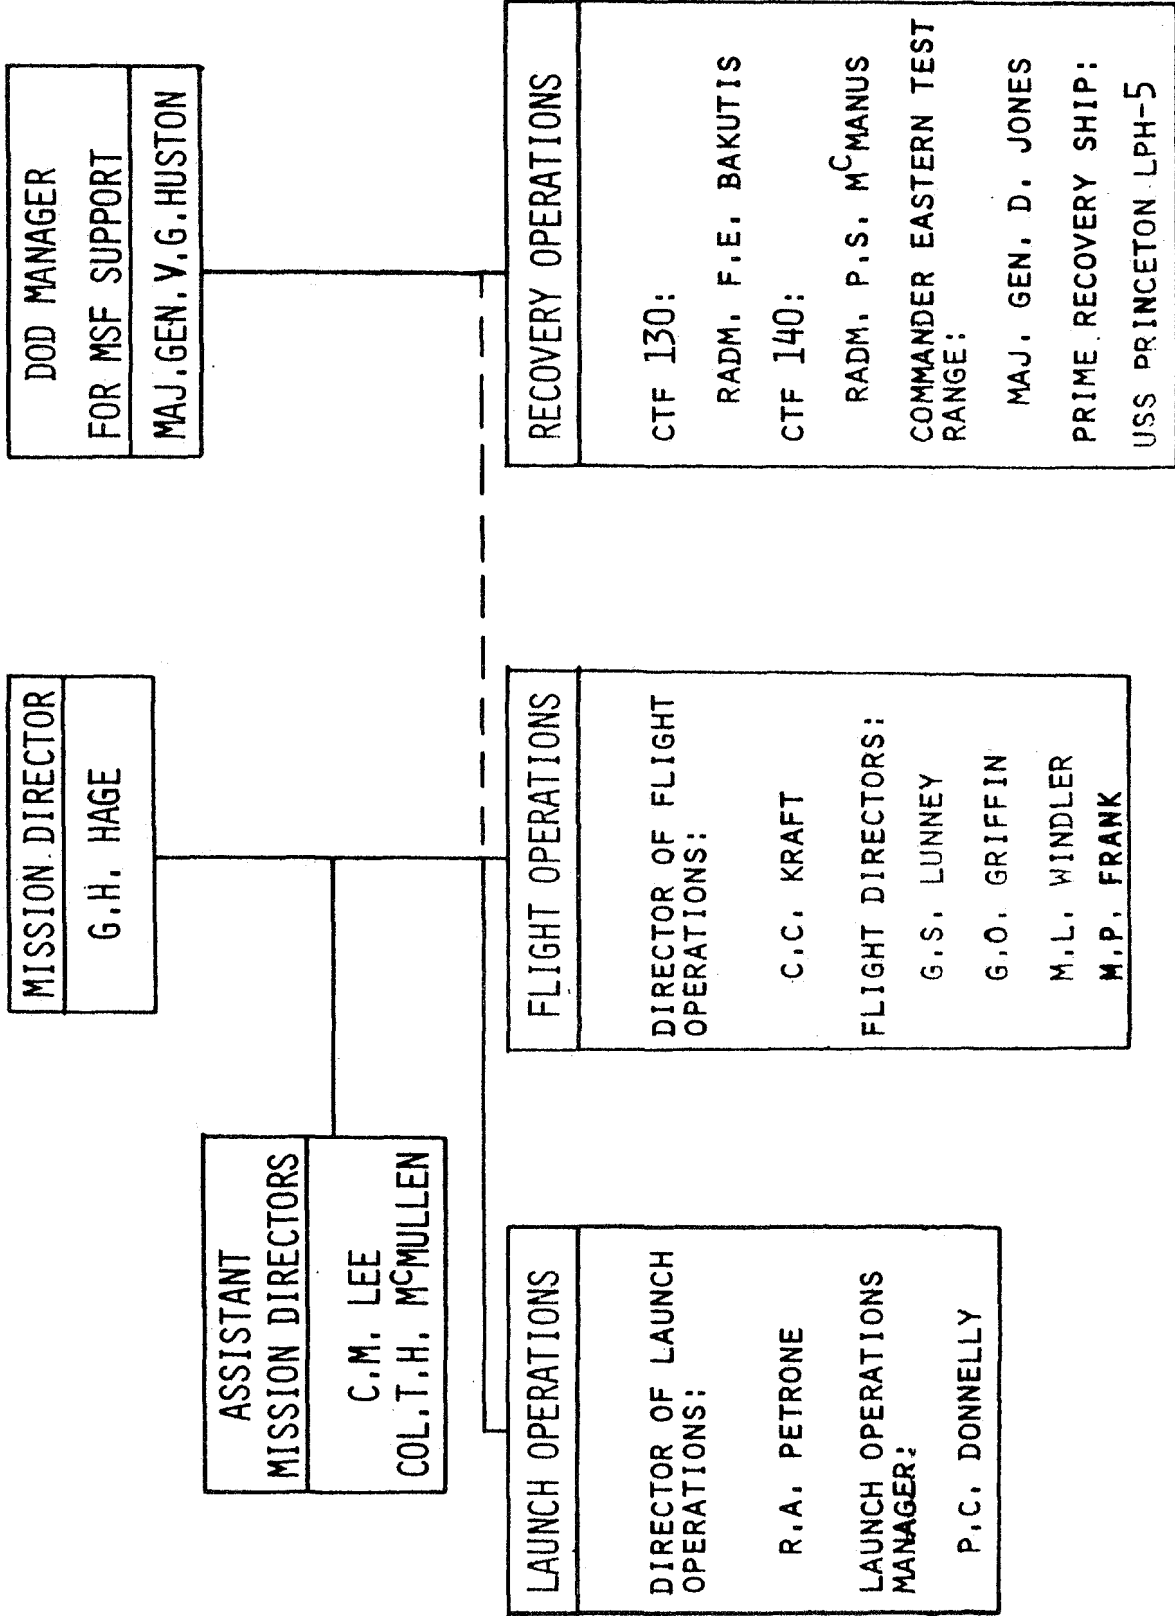 MISSION DIRECTOR
G.H. HAGE
DOD MANAGER
FOR MSF SUPPORT
MAJ.GEN.V.G.HUSTON
ASSISTANT
MISSION DIRECTORS
C.M. LEE
COL.T.H. McMULLEN
LAUNCH OPERATIONS
DIRECTOR OF LAUNCH
OPERATIONS:
R.A. PETRONE
LAUNCH OPERATIONS
MANAGER:
P.C. DONNELLY
FLIGHT OPERATIONS
DIRECTOR OF FLIGHT
OPERATIONS:
C.C. KRAFT
FLIGHT DIRECTORS:
G.S. LUNNEY
G.O. GRIFFIN
M.L. WINDLER
M.P. FRANK
RECOVERY OPERATIONS
CTF 130:
RADM. F.E. BAKUTIS
CTF 140:
RADM. P.S. McMANUS
COMMANDER EASTERN TEST
RANGE:
MAJ. GEN. D. JONES
PRIME RECOVERY SHIP:
USS PRINCETON LPH-5